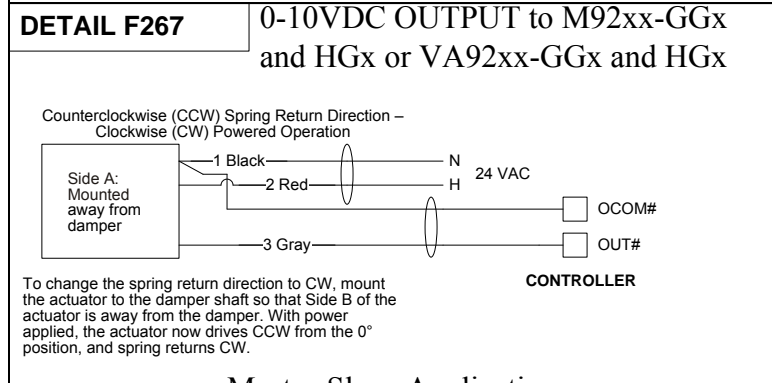 DETAIL F267
0-10VDC OUTPUT to M92xx-GGx
and HGx or VA92xx-GGx and HGx
Counterclockwise (CCW) Spring Return Direction –
Clockwise (CW) Powered Operation
Side A:
Mounted
away from
damper
1 Black
N
24 VAC
2 Red
H
OCOM#
3 Gray
OUT#
CONTROLLER
To change the spring return direction to CW, mount
the actuator to the damper shaft so that Side B of the
actuator is away from the damper. With power
applied, the actuator now drives CCW from the 0°
position, and spring returns CW.